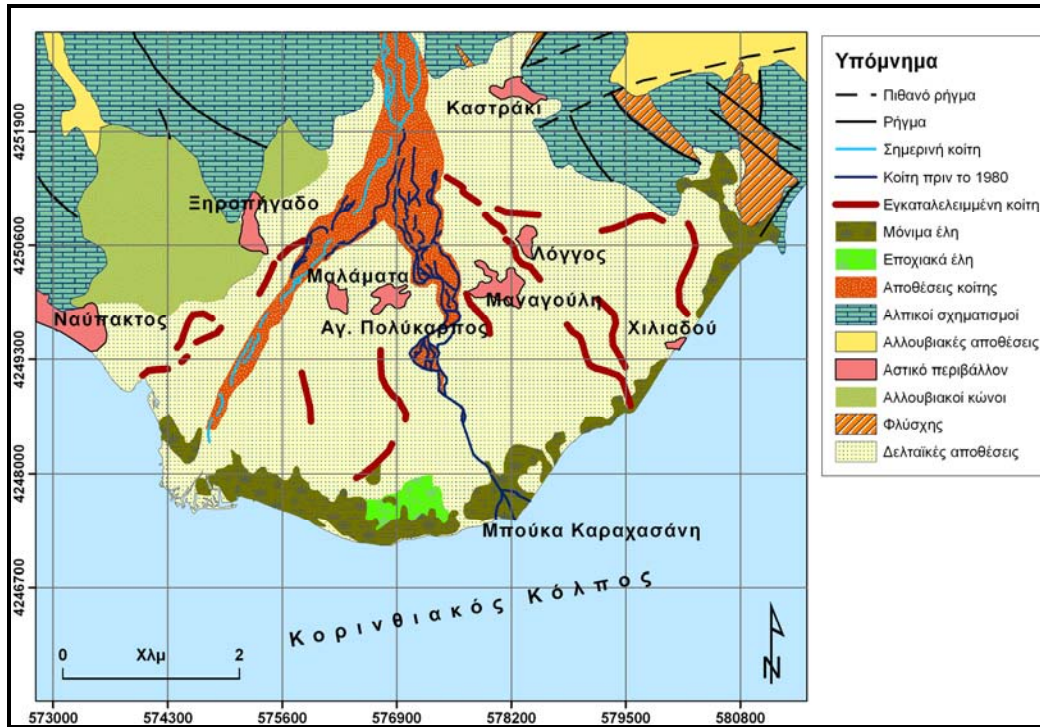 Καστράκι
Ξηροπήγαδο
Λόγγος
Μαλάματα
Μαναγούλη
Ναύπακτος
Αγ. Πολύκαρπος
Χιλιαδού
Μπούκα Καραχασάνη
Κορινθιακός Κόλπος
0 Χλμ 2
N
4251900
4250600
4249300
4248000
4246700
573000 574300 575600 576900 578200 579500 580800
Υπόμνημα
Πιθανό ρήγμα
Ρήγμα
Σημερινή κοίτη
Κοίτη πριν το 1980
Εγκαταλελειμμένη κοίτη
Μόνιμα έλη
Εποχιακά έλη
Αποθέσεις κοίτης
Αλπικοί σχηματισμοί
Αλλουβιακές αποθέσεις
Αστικό περιβάλλον
Αλλουβιακοί κώνοι
Φλύσχης
Δελταϊκές αποθέσεις